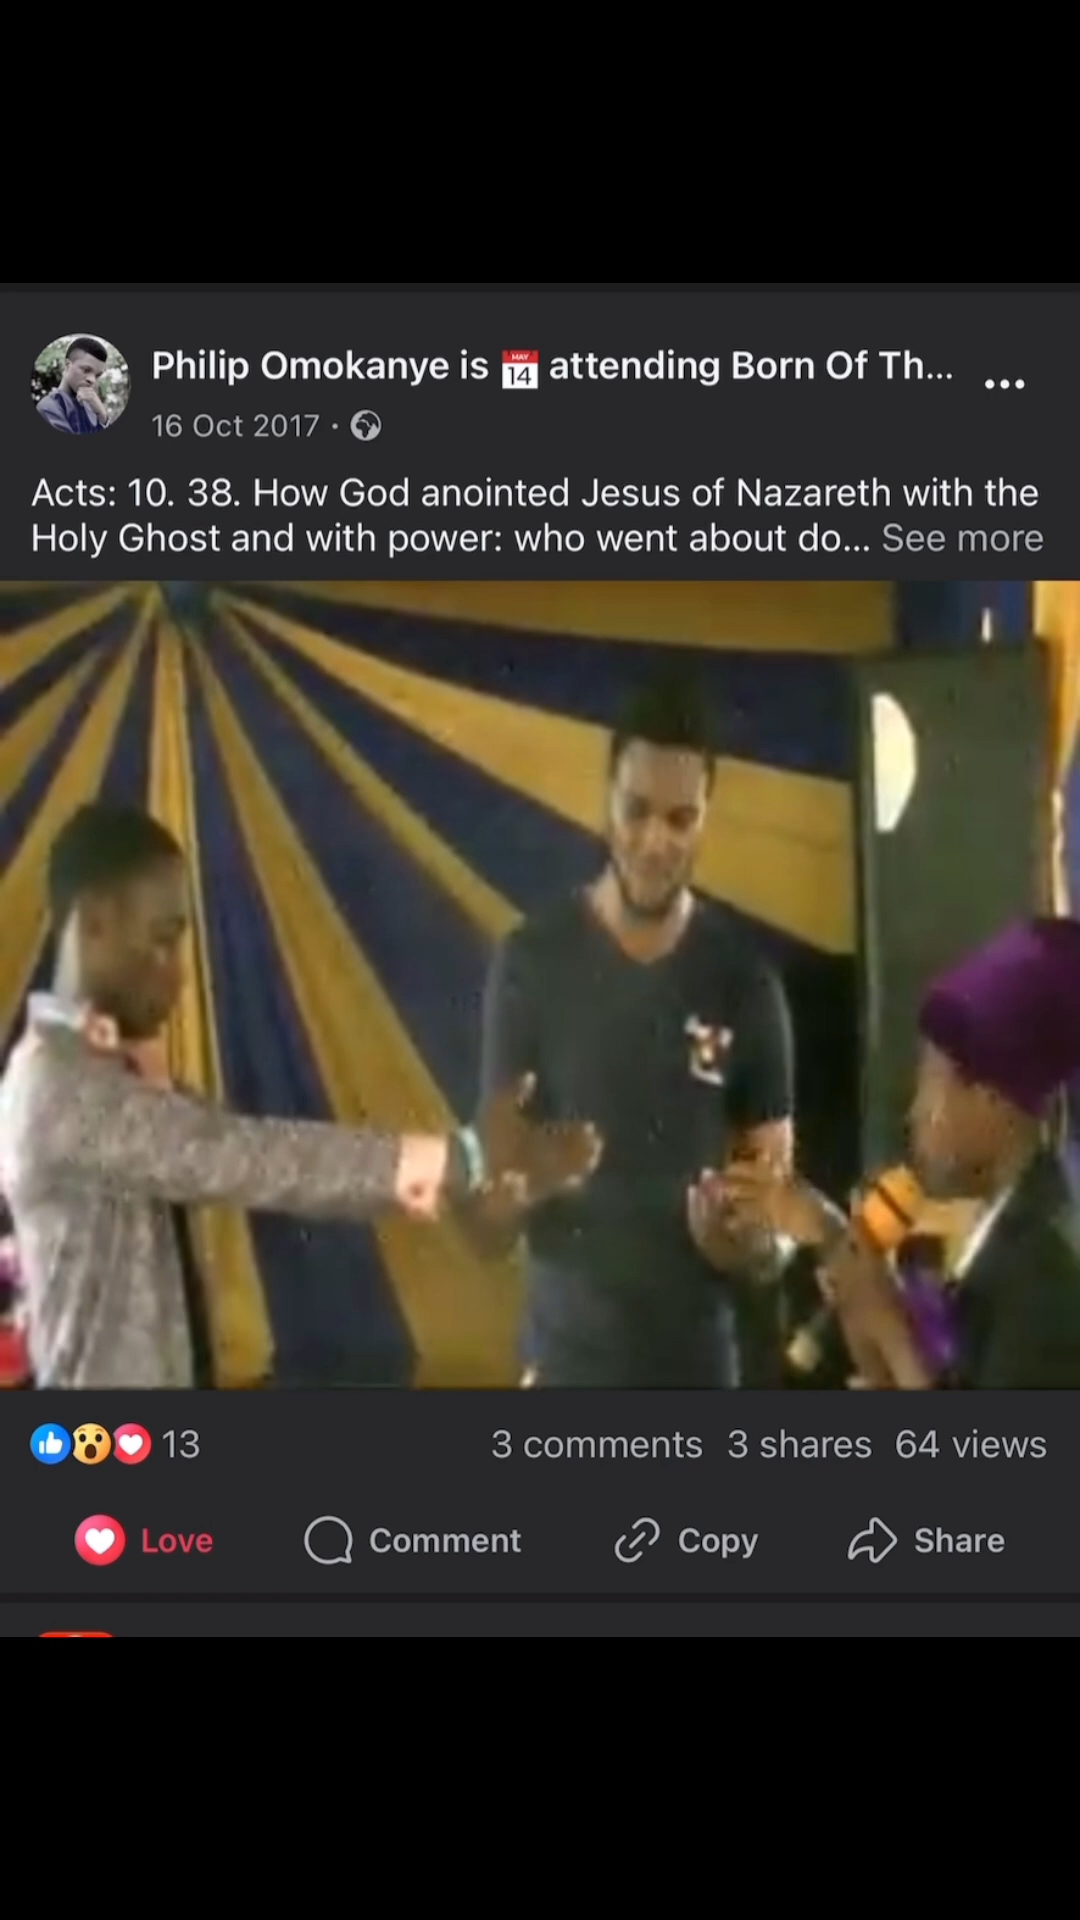 Philip Omokanye is MAY 14 attending Born Of Th...
16 Oct 2017 ·
Acts: 10. 38. How God anointed Jesus of Nazareth with the
Holy Ghost and with power: who went about do... See more
13 3 comments 3 shares 64 views
Love Comment Copy Share